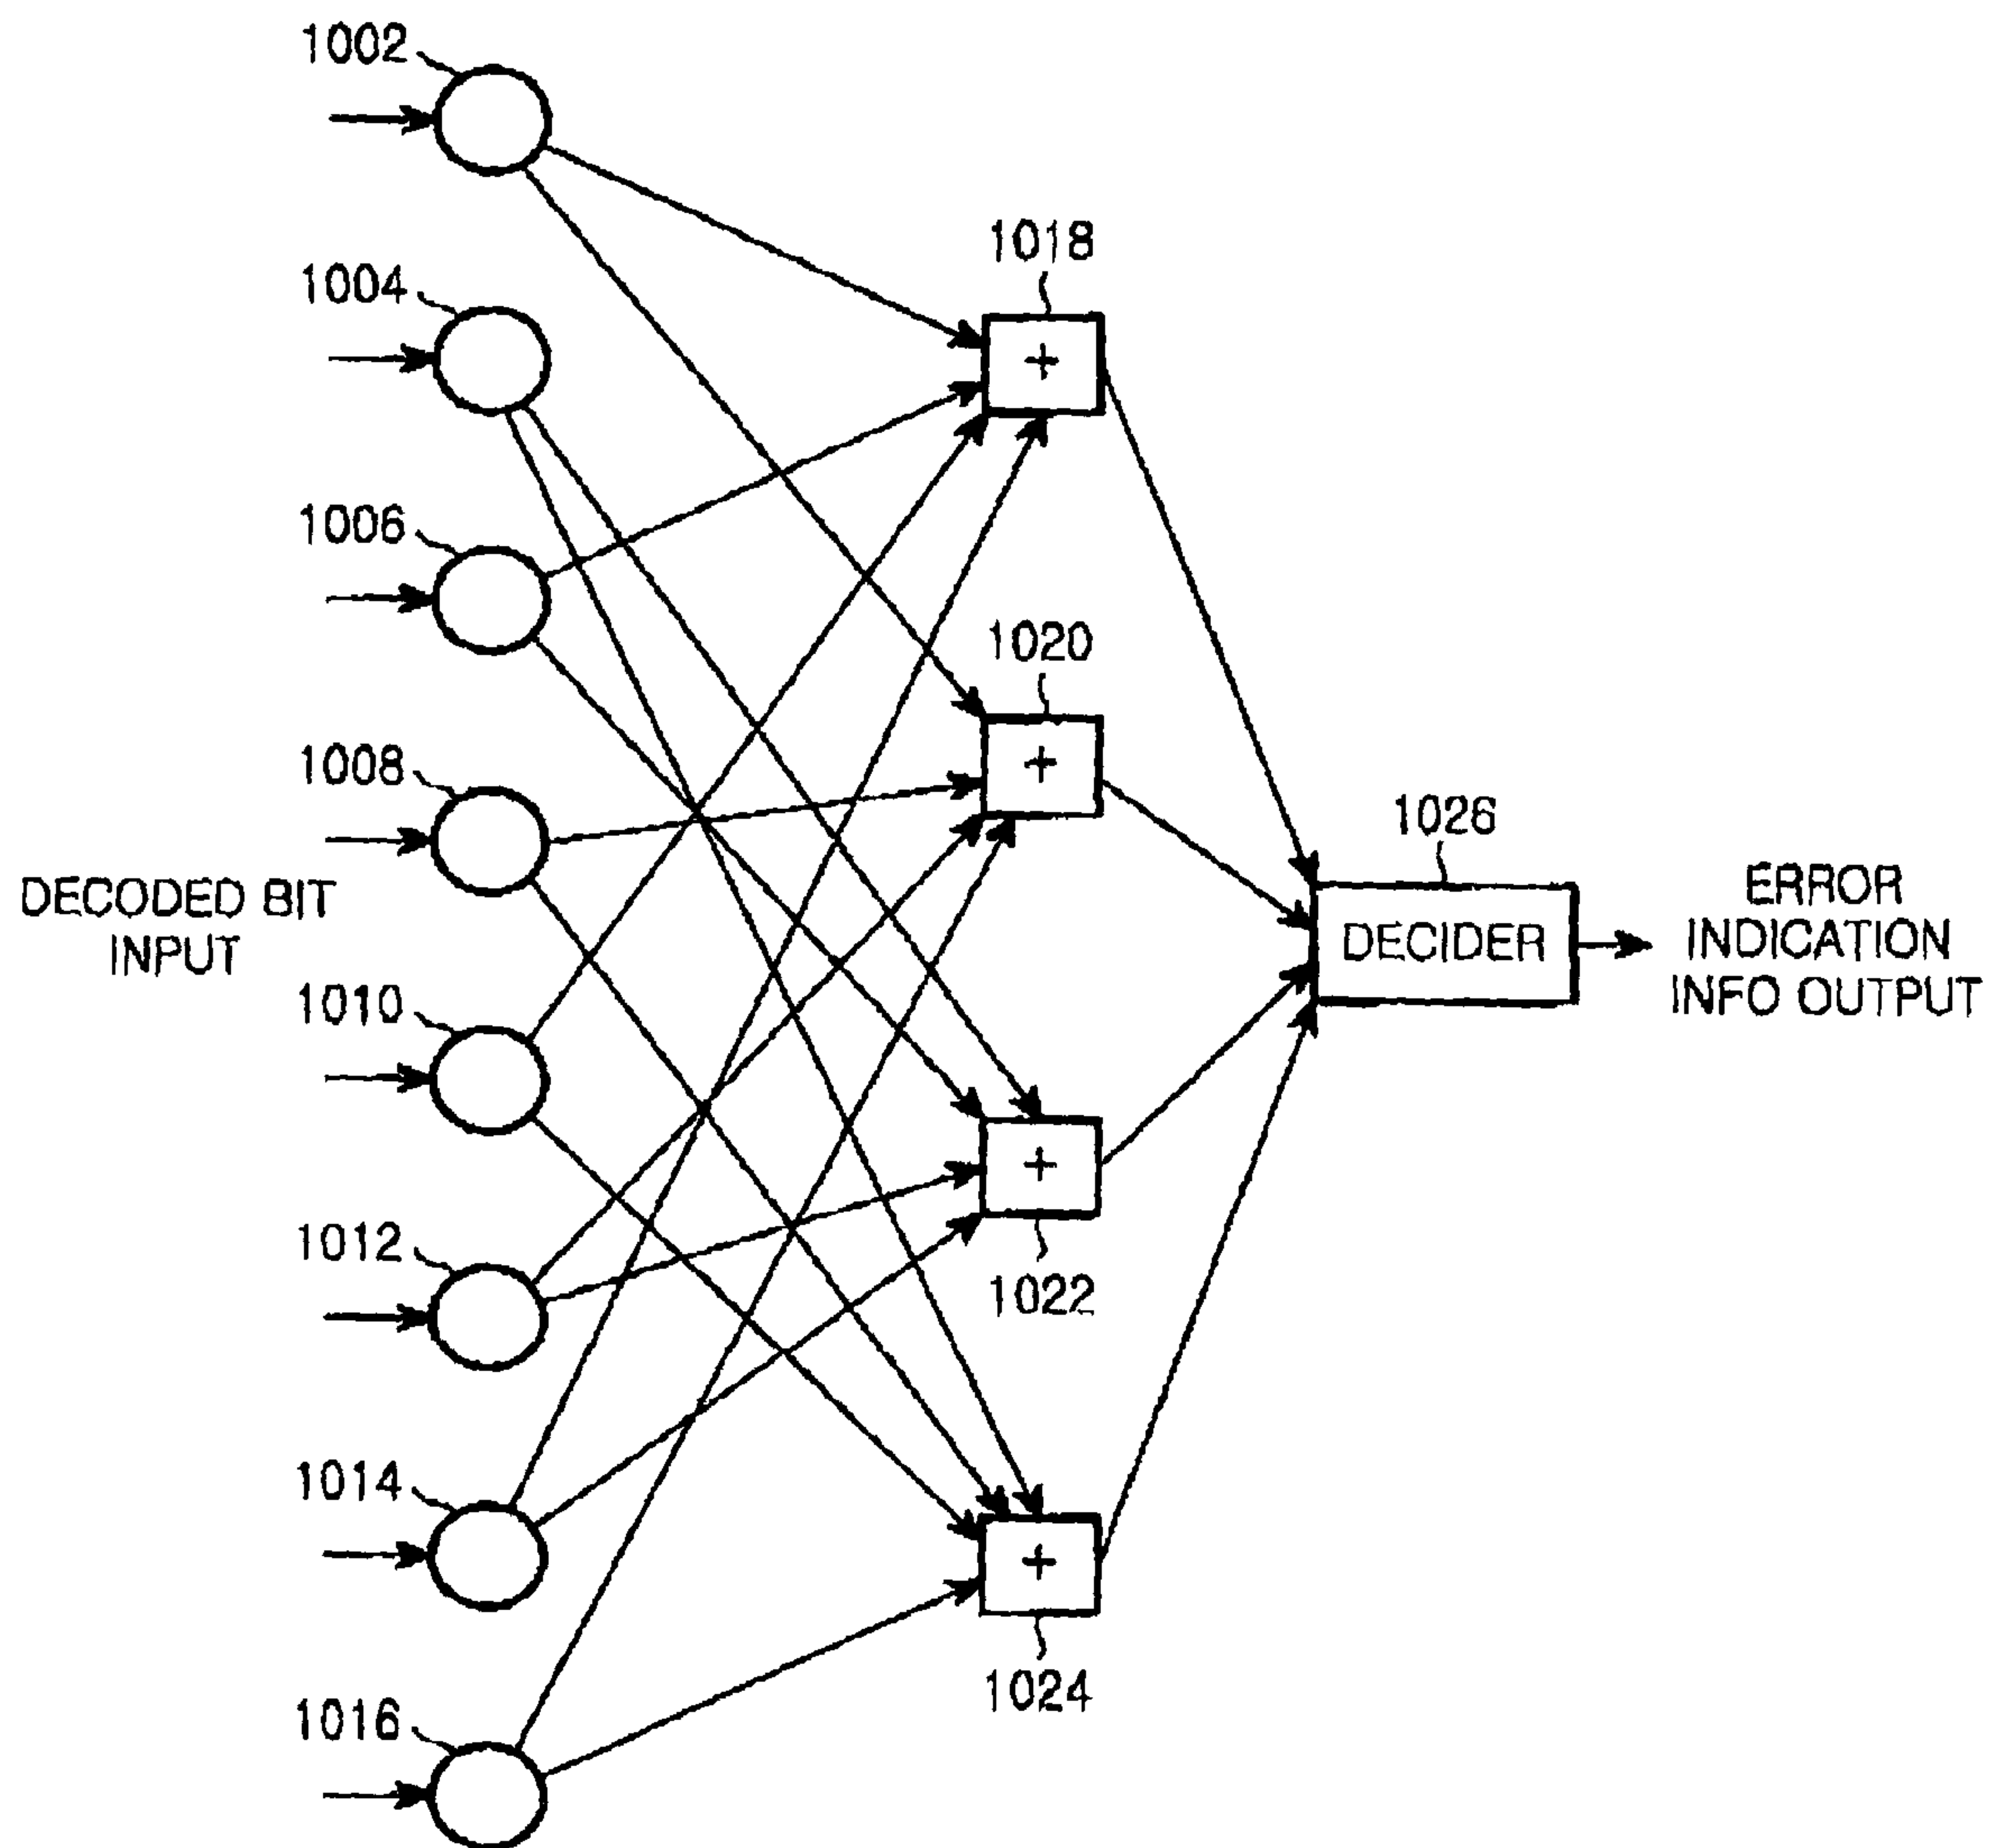 1002
1004
1018
1006
1020
1008
1026
DECODED BIT
INPUT
+
+
+
+
DECIDER
ERROR
INDICATION
INFO OUTPUT
1010
1012
1022
1014
1024
1016